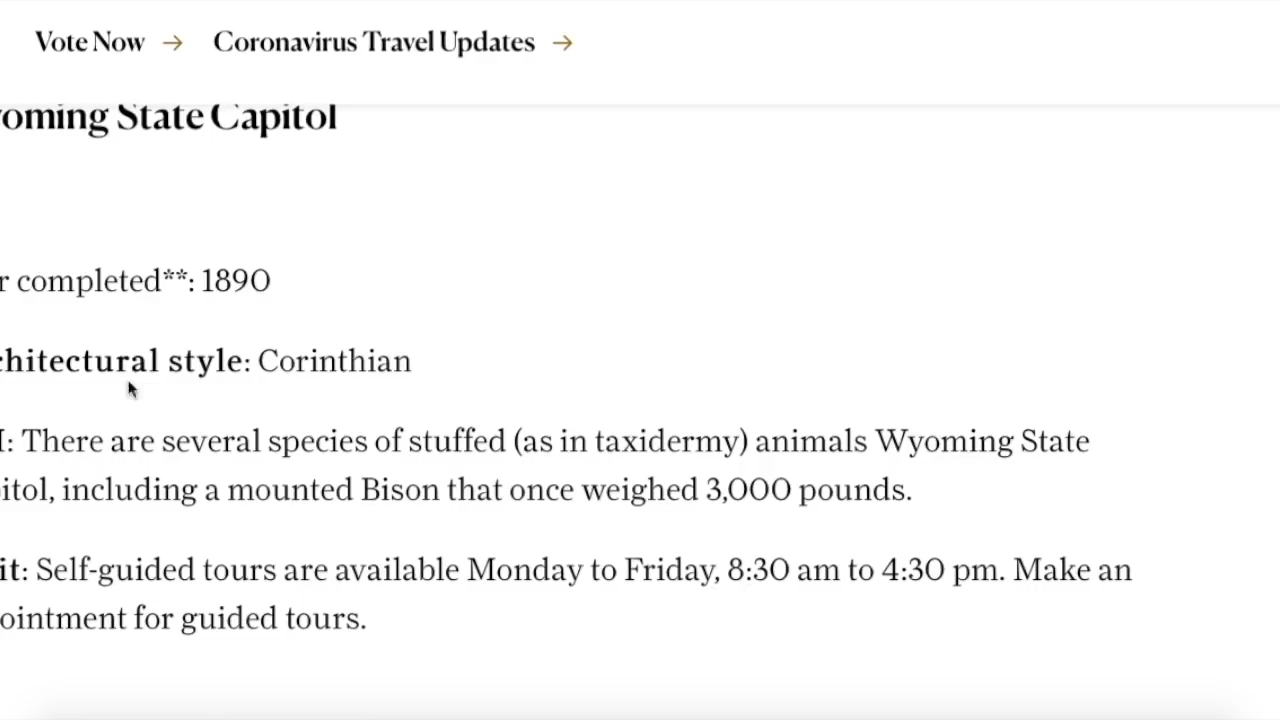 Vote Now → Coronavirus Travel Updates →
oming State Capitol
r completed**: 1890
chitectural style: Corinthian
I: There are several species of stuffed (as in taxidermy) animals Wyoming State
itol, including a mounted Bison that once weighed 3,000 pounds.
it: Self-guided tours are available Monday to Friday, 8:30 am to 4:30 pm. Make an
ointment for guided tours.